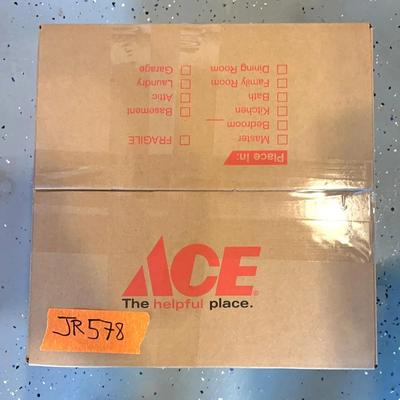 Place In:
Master
Bedroom ___
Kitchen
Bath
Family Room
Dining Room
FRAGILE
Basement
Attic
Laundry
Garage
ACE®
The helpful place.
JR578